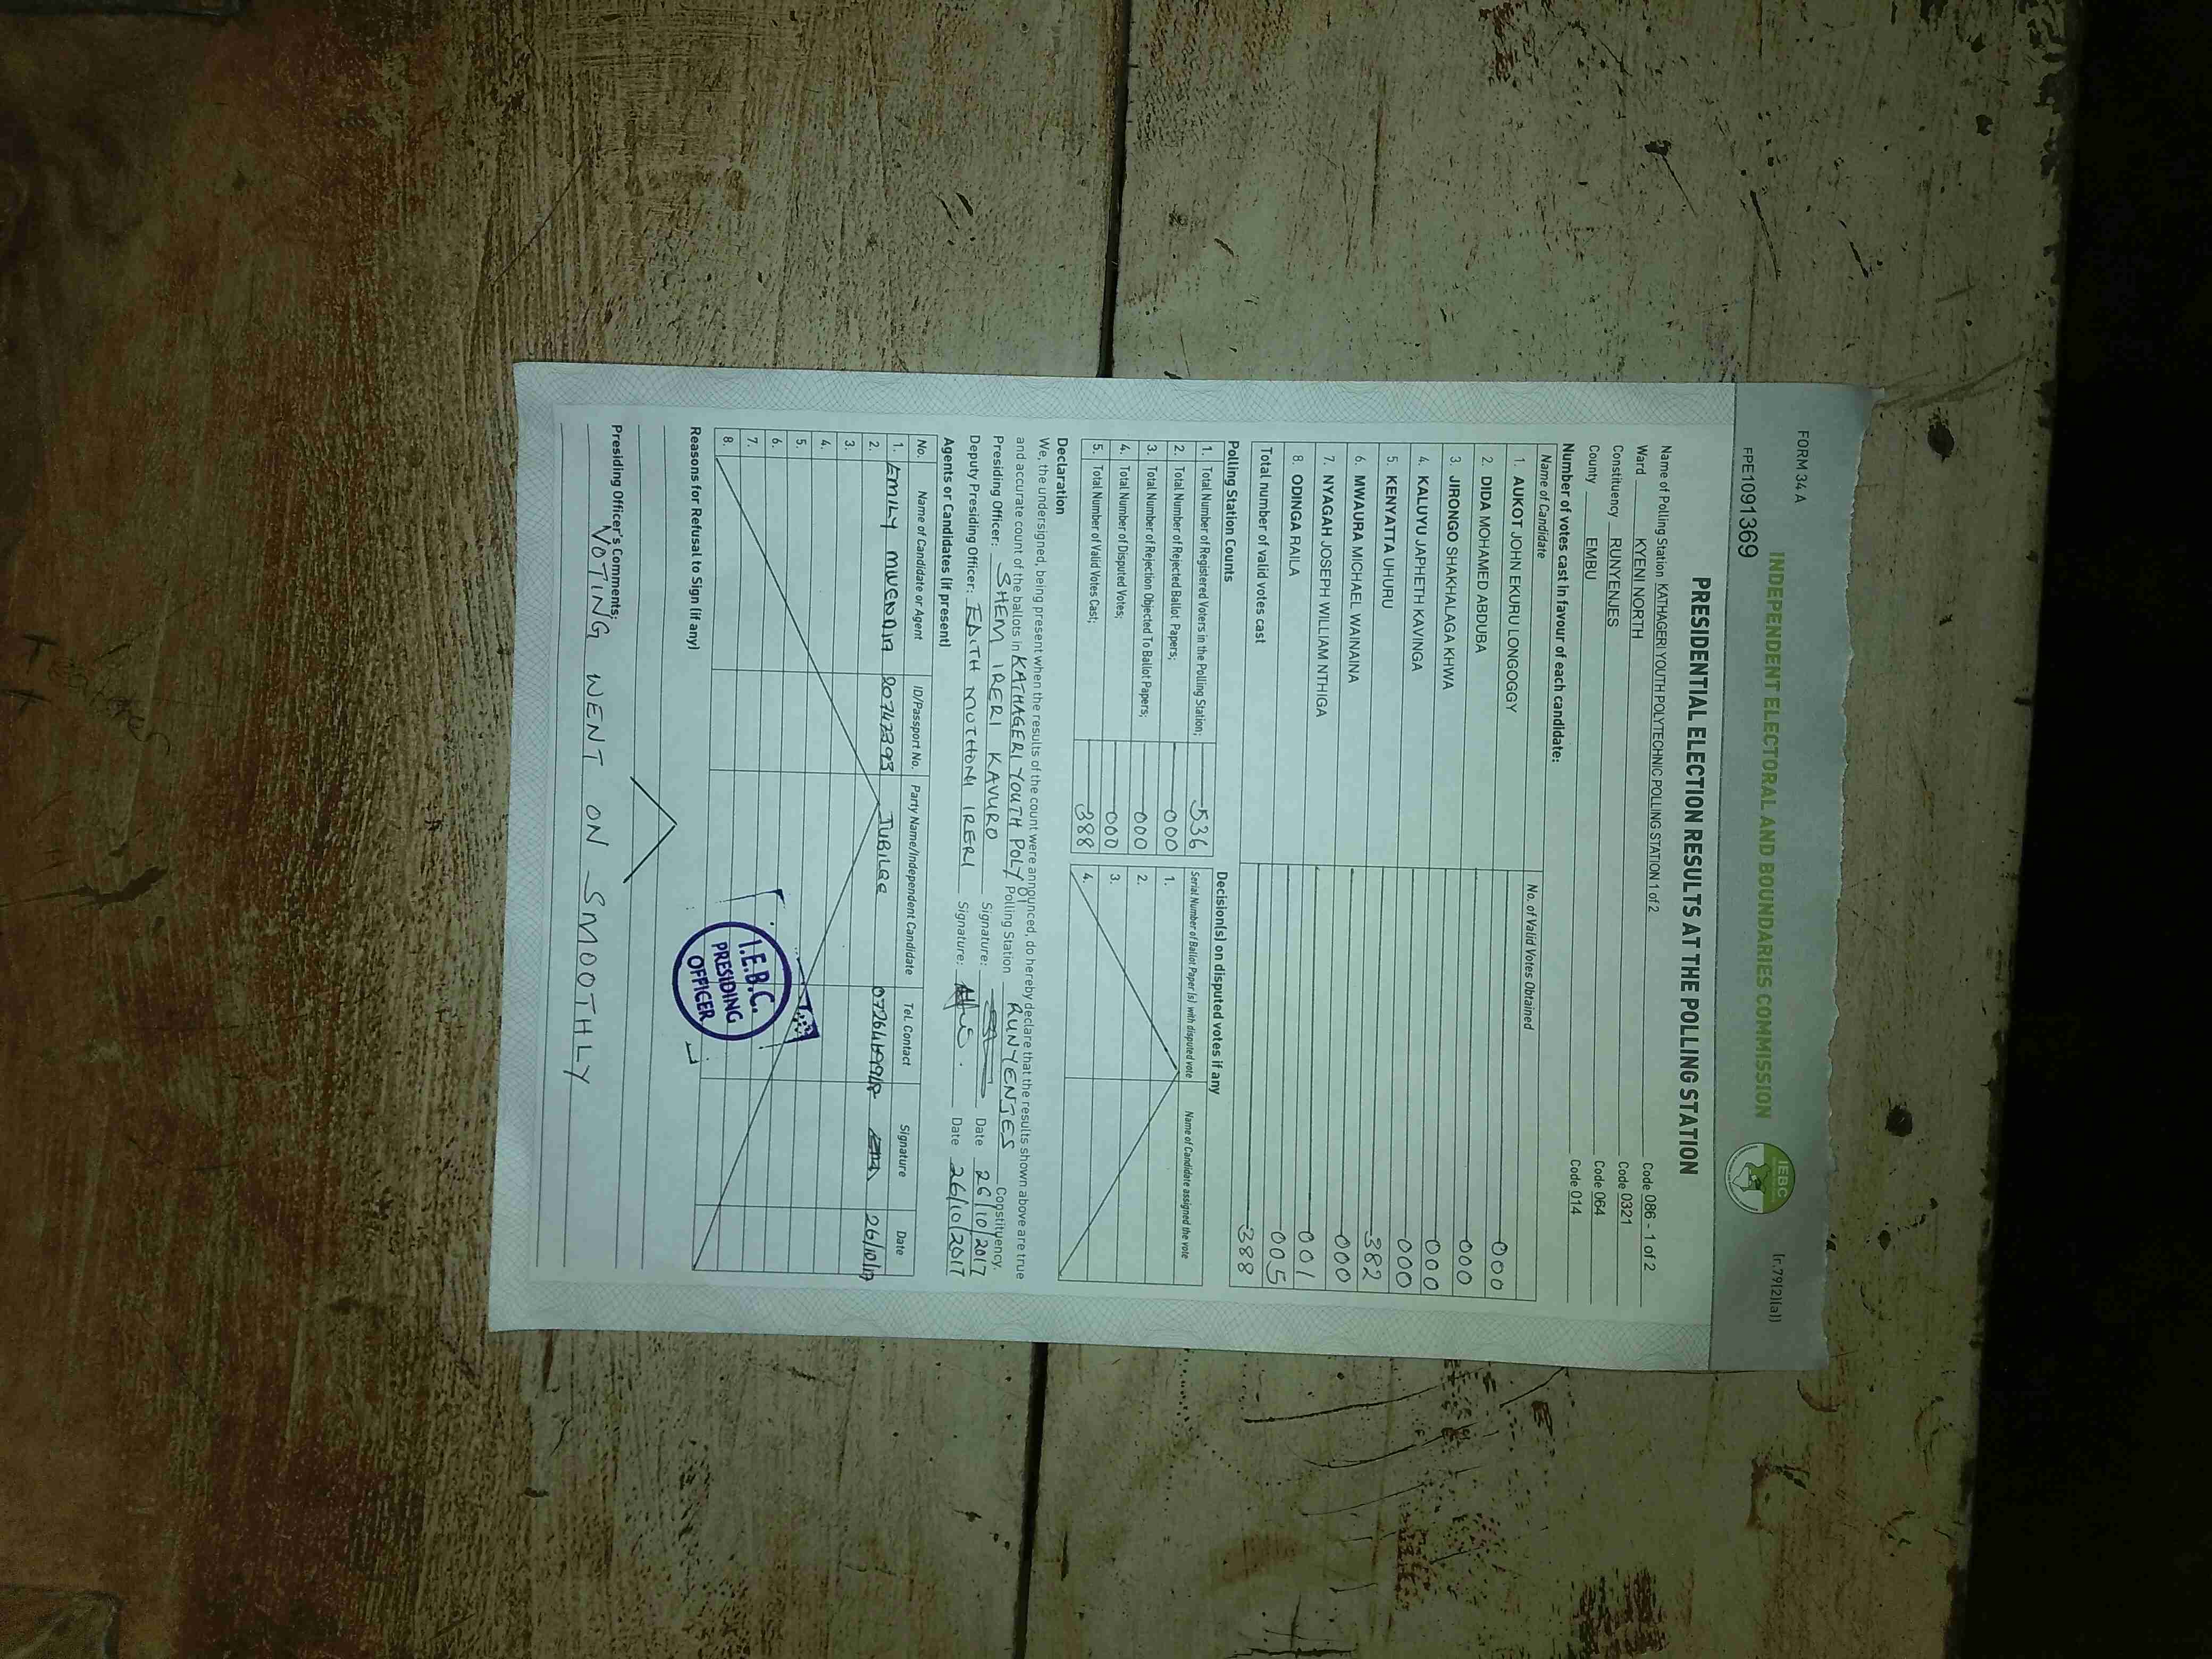 FORM 34 A
(r.79(2)(a))
INDEPENDENT ELECTORAL AND BOUNDARIES COMMISSION
IEBC
FPE1091369
PRESIDENTIAL ELECTION RESULTS AT THE POLLING STATION
Name of Polling Station KATHAGERI YOUTH POLYTECHNIC POLLING STATION 1 of 2 Code 086 - 1 of 2
Ward KYENI NORTH Code 0321
Constituency RUNYENJES Code 064
County EMBU Code 014
Number of votes cast in favour of each candidate:
Name of Candidate No. of Valid Votes Obtained
1. AUKOT JOHN EKURU LONGOGGY 000
2. DIDA MOHAMED ABDUBA 000
3. JIRONGO SHAKHALAGA KHWA 000
4. KALUYU JAPHETH KAVINGA 000
5. KENYATTA UHURU 382
6. MWAURA MICHAEL WAINAINA 000
7. NYAGAH JOSEPH WILLIAM NTHIGA 001
8. ODINGA RAILA 005
Total number of valid votes cast 388
Polling Station Counts
1. Total Number of Registered Voters in the Polling Station; 536
2. Total Number of Rejected Ballot Papers; 000
3. Total Number of Rejection Objected To Ballot Papers; 000
4. Total Number of Disputed Votes; 000
5. Total Number of Valid Votes Cast; 388
Decision(s) on disputed votes if any
Serial Number of Ballot Paper (s) with disputed vote Name of Candidate assigned the vote
1.
2.
3.
4.
Declaration
We, the undersigned, being present when the results of the count were announced, do hereby declare that the results shown above are true
and accurate count of the ballots in KATHAGERI YOUTH POLY 01 Polling Station RUNYENJES Constituency.
Presiding Officer: SHEM IRERI KAVURO Signature: Date 26/10/2017
Deputy Presiding Officer: FAITH MUTHONI IRERI Signature: Date 26/10/2017
Agents or Candidates (if present)
No. Name of Candidate or Agent ID/Passport No. Party Name/Independent Candidate Tel. Contact Signature Date
1. EMILY 20742393 JUBILEE 26/10/17
2.
3.
4.
5.
6.
7.
8.
I.E.B.C.
PRESIDING
OFFICER
Reasons for Refusal to Sign (if any)
Presiding Officer's Comments;
VOTING WENT ON SMOOTHLY